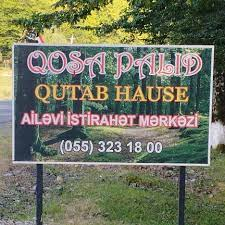 QOŞA PALID
QUTAB HAUSE
AİLƏVİ İSTİRAHƏT MƏRKƏZİ
(055) 323 18 00